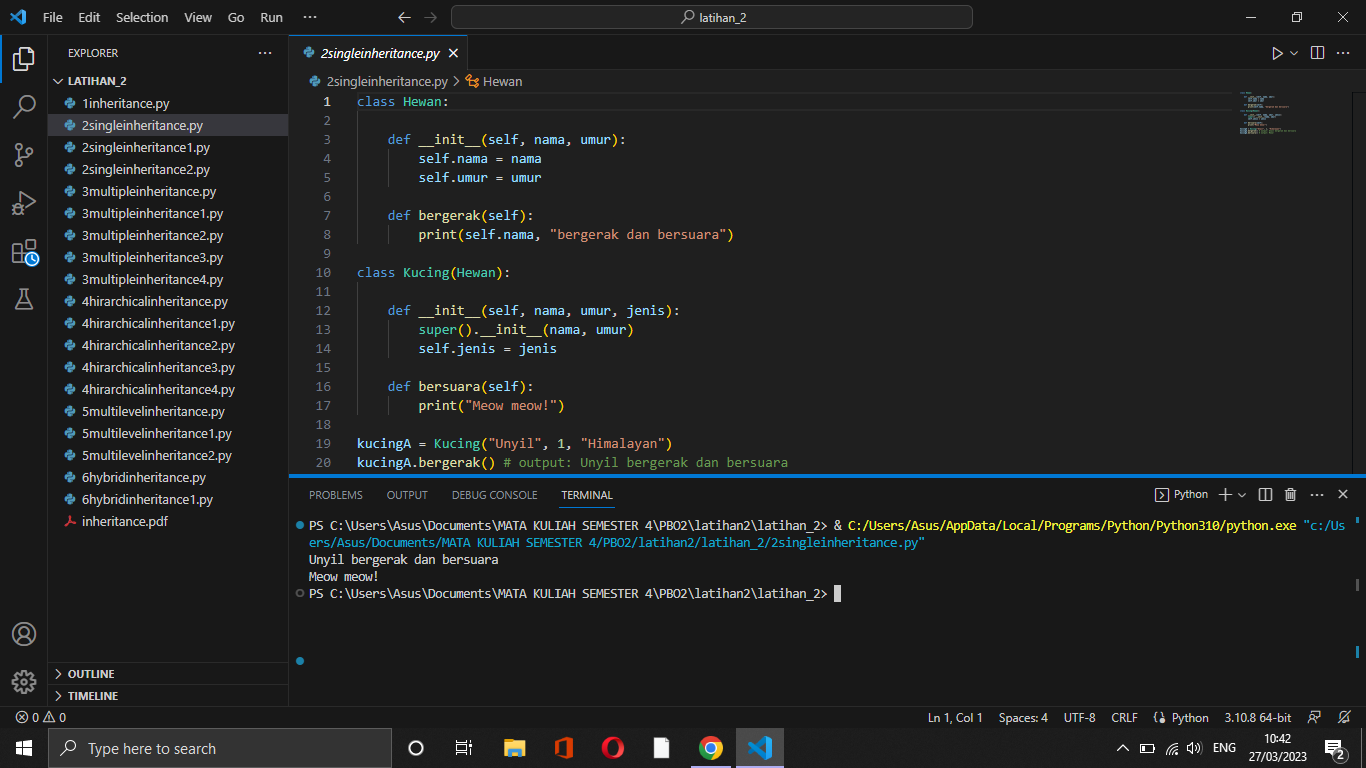 File Edit Selection View Go Run ··· latihan_2
EXPLORER ···
LATIHAN_2
1inheritance.py
2singleinheritance.py
2singleinheritance1.py
2singleinheritance2.py
3multipleinheritance.py
3multipleinheritance1.py
3multipleinheritance2.py
3multipleinheritance3.py
3multipleinheritance4.py
4hirarchicalinheritance.py
4hirarchicalinheritance1.py
4hirarchicalinheritance2.py
4hirarchicalinheritance3.py
4hirarchicalinheritance4.py
5multilevelinheritance.py
5multilevelinheritance1.py
5multilevelinheritance2.py
6hybridinheritance.py
6hybridinheritance1.py
inheritance.pdf
OUTLINE
TIMELINE
2singleinheritance.py
2singleinheritance.py > Hewan
1 class Hewan:
2
3     def __init__(self, nama, umur):
4         self.nama = nama
5         self.umur = umur
6
7     def bergerak(self):
8         print(self.nama, "bergerak dan bersuara")
9
10 class Kucing(Hewan):
11
12     def __init__(self, nama, umur, jenis):
13         super().__init__(nama, umur)
14         self.jenis = jenis
15
16     def bersuara(self):
17         print("Meow meow!")
18
19 kucingA = Kucing("Unyil", 1, "Himalayan")
20 kucingA.bergerak() # output: Unyil bergerak dan bersuara
PROBLEMS OUTPUT DEBUG CONSOLE TERMINAL Python
PS C:\Users\Asus\Documents\MATA KULIAH SEMESTER 4\PBO2\latihan2\latihan_2> & C:/Users/Asus/AppData/Local/Programs/Python/Python310/python.exe "c:/Us
ers/Asus/Documents/MATA KULIAH SEMESTER 4/PBO2/latihan2/latihan_2/2singleinheritance.py"
Unyil bergerak dan bersuara
Meow meow!
PS C:\Users\Asus\Documents\MATA KULIAH SEMESTER 4\PBO2\latihan2\latihan_2>
0 0 Ln 1, Col 1 Spaces: 4 UTF-8 CRLF Python 3.10.8 64-bit
Type here to search
ENG
10:42
27/03/2023
2